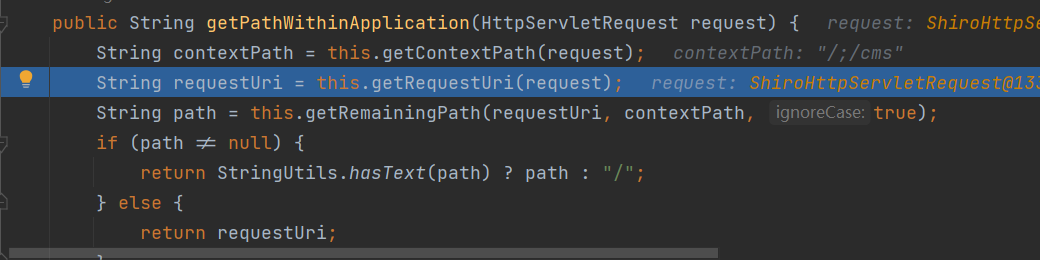 public String getPathWithinApplication(HttpServletRequest request) { request: ShiroHttpSe
String contextPath = this.getContextPath(request); contextPath: "/;/cms"
String requestUri = this.getRequestUri(request); request: ShiroHttpServletRequest@133
String path = this.getRemainingPath(requestUri, contextPath, ignoreCase: true);
if (path ≠ null) {
return StringUtils.hasText(path) ? path : "/";
} else {
return requestUri;